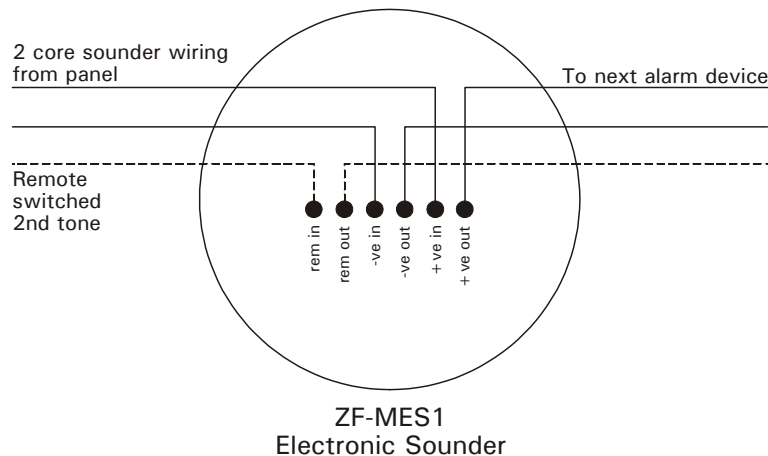 2 core sounder wiring
from panel
To next alarm device
Remote
switched
2nd tone
rem in
rem out
-ve in
-ve out
+ve in
+ve out
ZF-MES1
Electronic Sounder